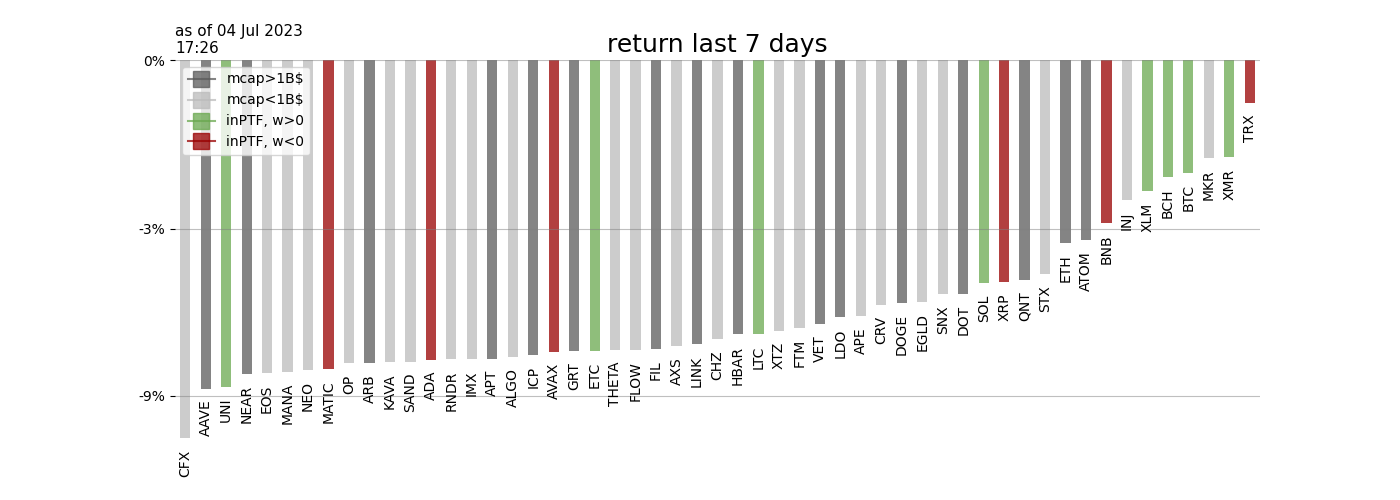 as of 04 Jul 2023
17:26
return last 7 days
0%
-3%
-9%
mcap>1B$
mcap<1B$
inPTF, w>0
inPTF, w<0
CFX
AAVE
UNI
NEAR
EOS
MANA
NEO
MATIC
OP
ARB
KAVA
SAND
ADA
RNDR
IMX
APT
ALGO
ICP
AVAX
GRT
ETC
THETA
FLOW
FIL
AXS
LINK
CHZ
HBAR
LTC
XTZ
FTM
VET
LDO
APE
CRV
DOGE
EGLD
SNX
DOT
SOL
XRP
QNT
STX
ETH
ATOM
BNB
INJ
XLM
BCH
BTC
MKR
XMR
TRX